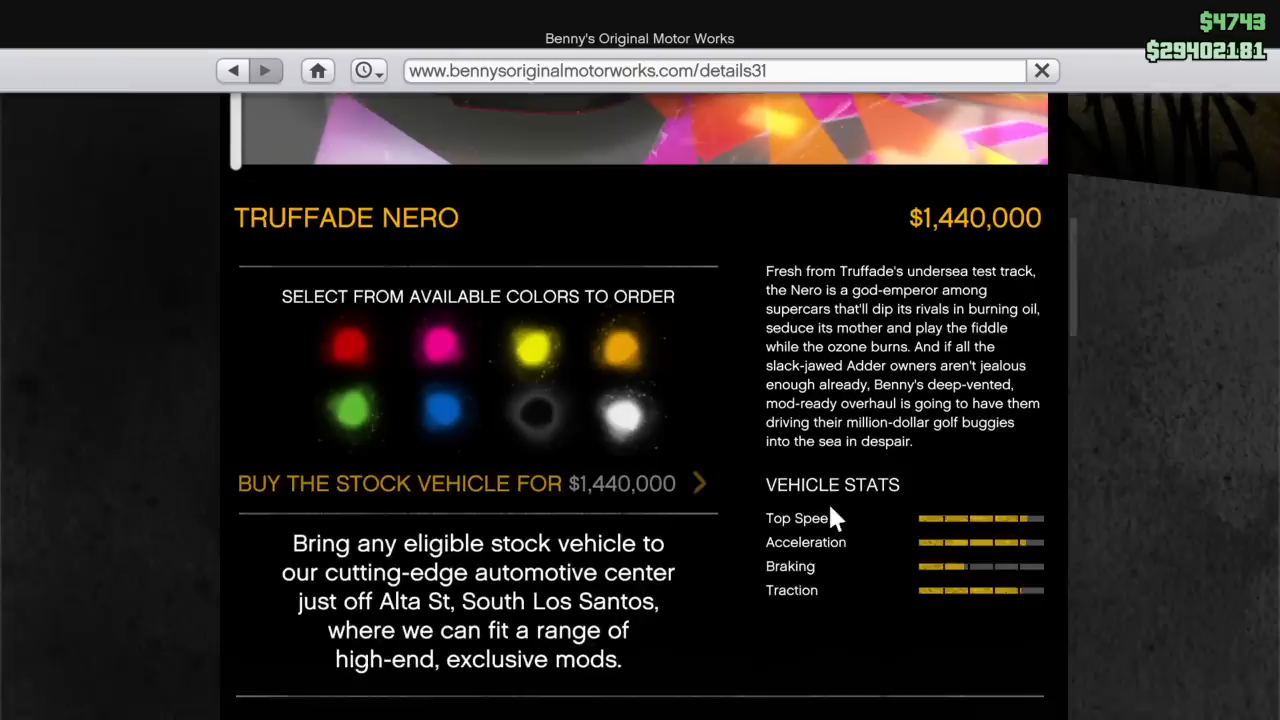 $4743
Benny's Original Motor Works
$29402181
www.bennysoriginalmotorworks.com/details31
TRUFFADE NERO
$1,440,000
SELECT FROM AVAILABLE COLORS TO ORDER
BUY THE STOCK VEHICLE FOR $1,440,000
Bring any eligible stock vehicle to
our cutting-edge automotive center
just off Alta St, South Los Santos,
where we can fit a range of
high-end, exclusive mods.
Fresh from Truffade's undersea test track,
the Nero is a god-emperor among
supercars that'll dip its rivals in burning oil,
seduce its mother and play the fiddle
while the ozone burns. And if all the
slack-jawed Adder owners aren't jealous
enough already, Benny's deep-vented,
mod-ready overhaul is going to have them
driving their million-dollar golf buggies
into the sea in despair.
VEHICLE STATS
Top Spee
Acceleration
Braking
Traction